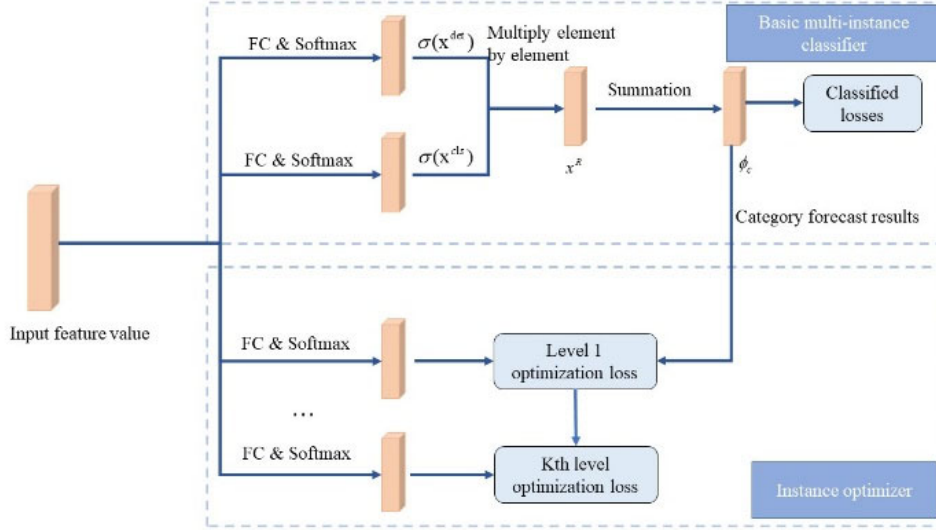 Basic multi-instance
classifier
FC & Softmax
σ(x^det)
Multiply element
by element
Summation
Classified
losses
FC & Softmax
σ(x^cls)
x^R
ϕ_c
Category forecast results
Input feature value
FC & Softmax
Level 1
optimization loss
...
FC & Softmax
Kth level
optimization loss
Instance optimizer